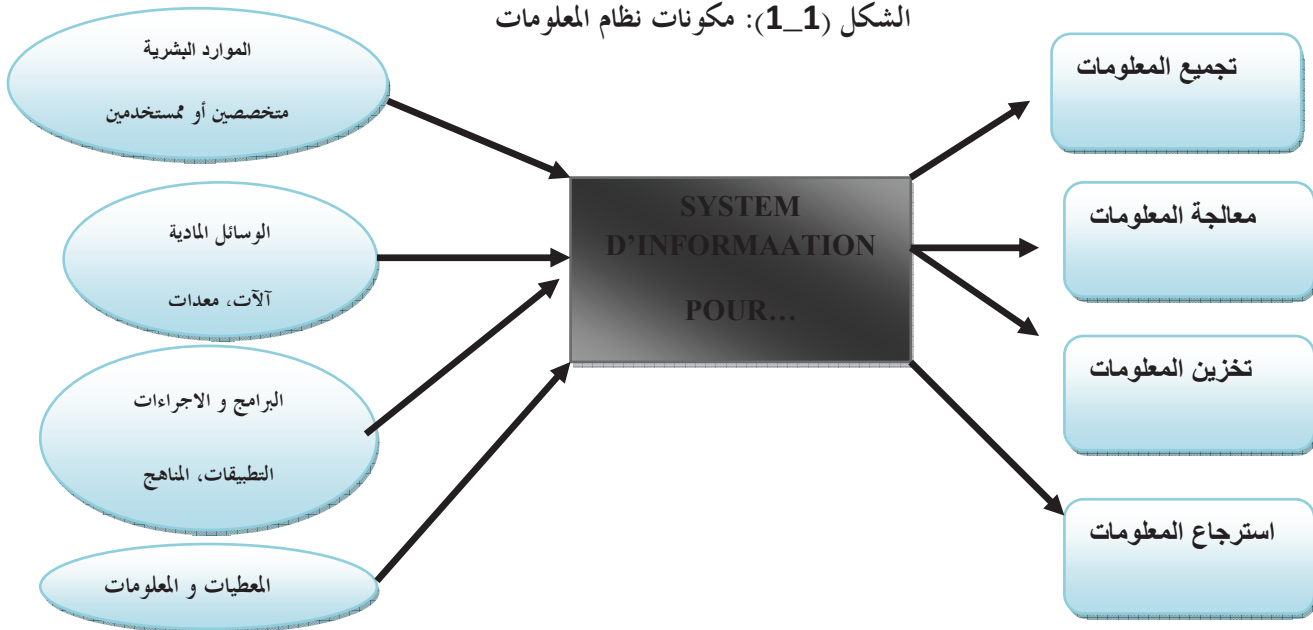 الشكل (1_1): مكونات نظام المعلومات
الموارد البشرية
متخصصين أو ممستخدمين
الوسائل المادية
آلآت، معدات
البرامج و الاجراءات
التطبيقات، المناهج
المعطيات و المعلومات
SYSTEM
D’INFORMAATION
POUR…
تجميع المعلومات
معالجة المعلومات
تخزين المعلومات
استرجاع المعلومات